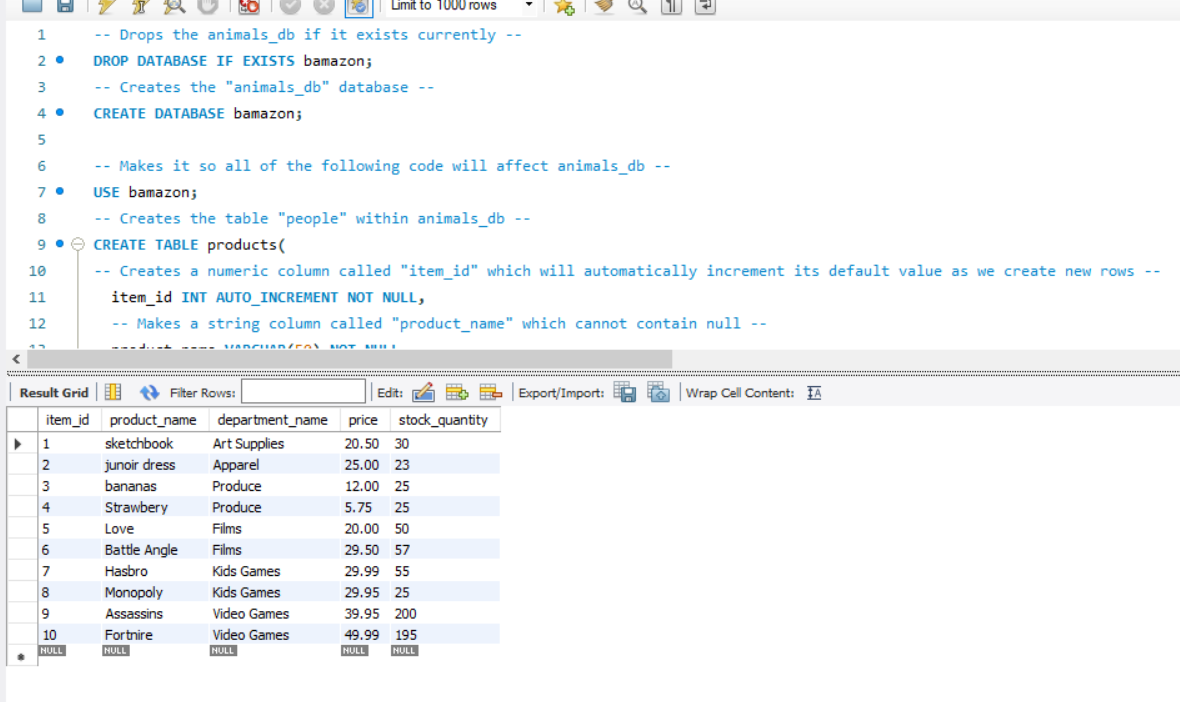 Limit to 1000 rows
1 -- Drops the animals_db if it exists currently --
2 DROP DATABASE IF EXISTS bamazon;
3 -- Creates the "animals_db" database --
4 CREATE DATABASE bamazon;
5
6 -- Makes it so all of the following code will affect animals_db --
7 USE bamazon;
8 -- Creates the table "people" within animals_db --
9 CREATE TABLE products(
10 -- Creates a numeric column called "item_id" which will automatically increment its default value as we create new rows --
11 item_id INT AUTO_INCREMENT NOT NULL,
12 -- Makes a string column called "product_name" which cannot contain null --
13 product_name VARCHAR(50) NOT NULL
Result Grid Filter Rows: Edit: Export/Import: Wrap Cell Content: IA
item_id product_name department_name price stock_quantity
1 sketchbook Art Supplies 20.50 30
2 junoir dress Apparel 25.00 23
3 bananas Produce 12.00 25
4 Strawbery Produce 5.75 25
5 Love Films 20.00 50
6 Battle Angle Films 29.50 57
7 Hasbro Kids Games 29.99 55
8 Monopoly Kids Games 29.95 25
9 Assassins Video Games 39.95 200
10 Fortnire Video Games 49.99 195
NULL NULL NULL NULL NULL